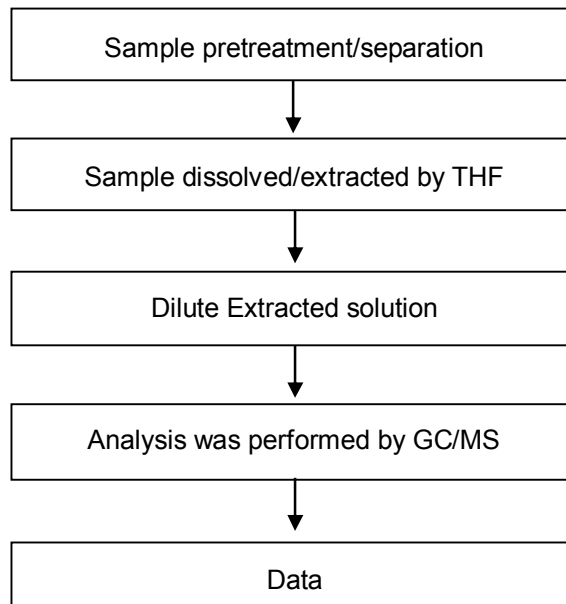 Sample pretreatment/separation
Sample dissolved/extracted by THF
Dilute Extracted solution
Analysis was performed by GC/MS
Data